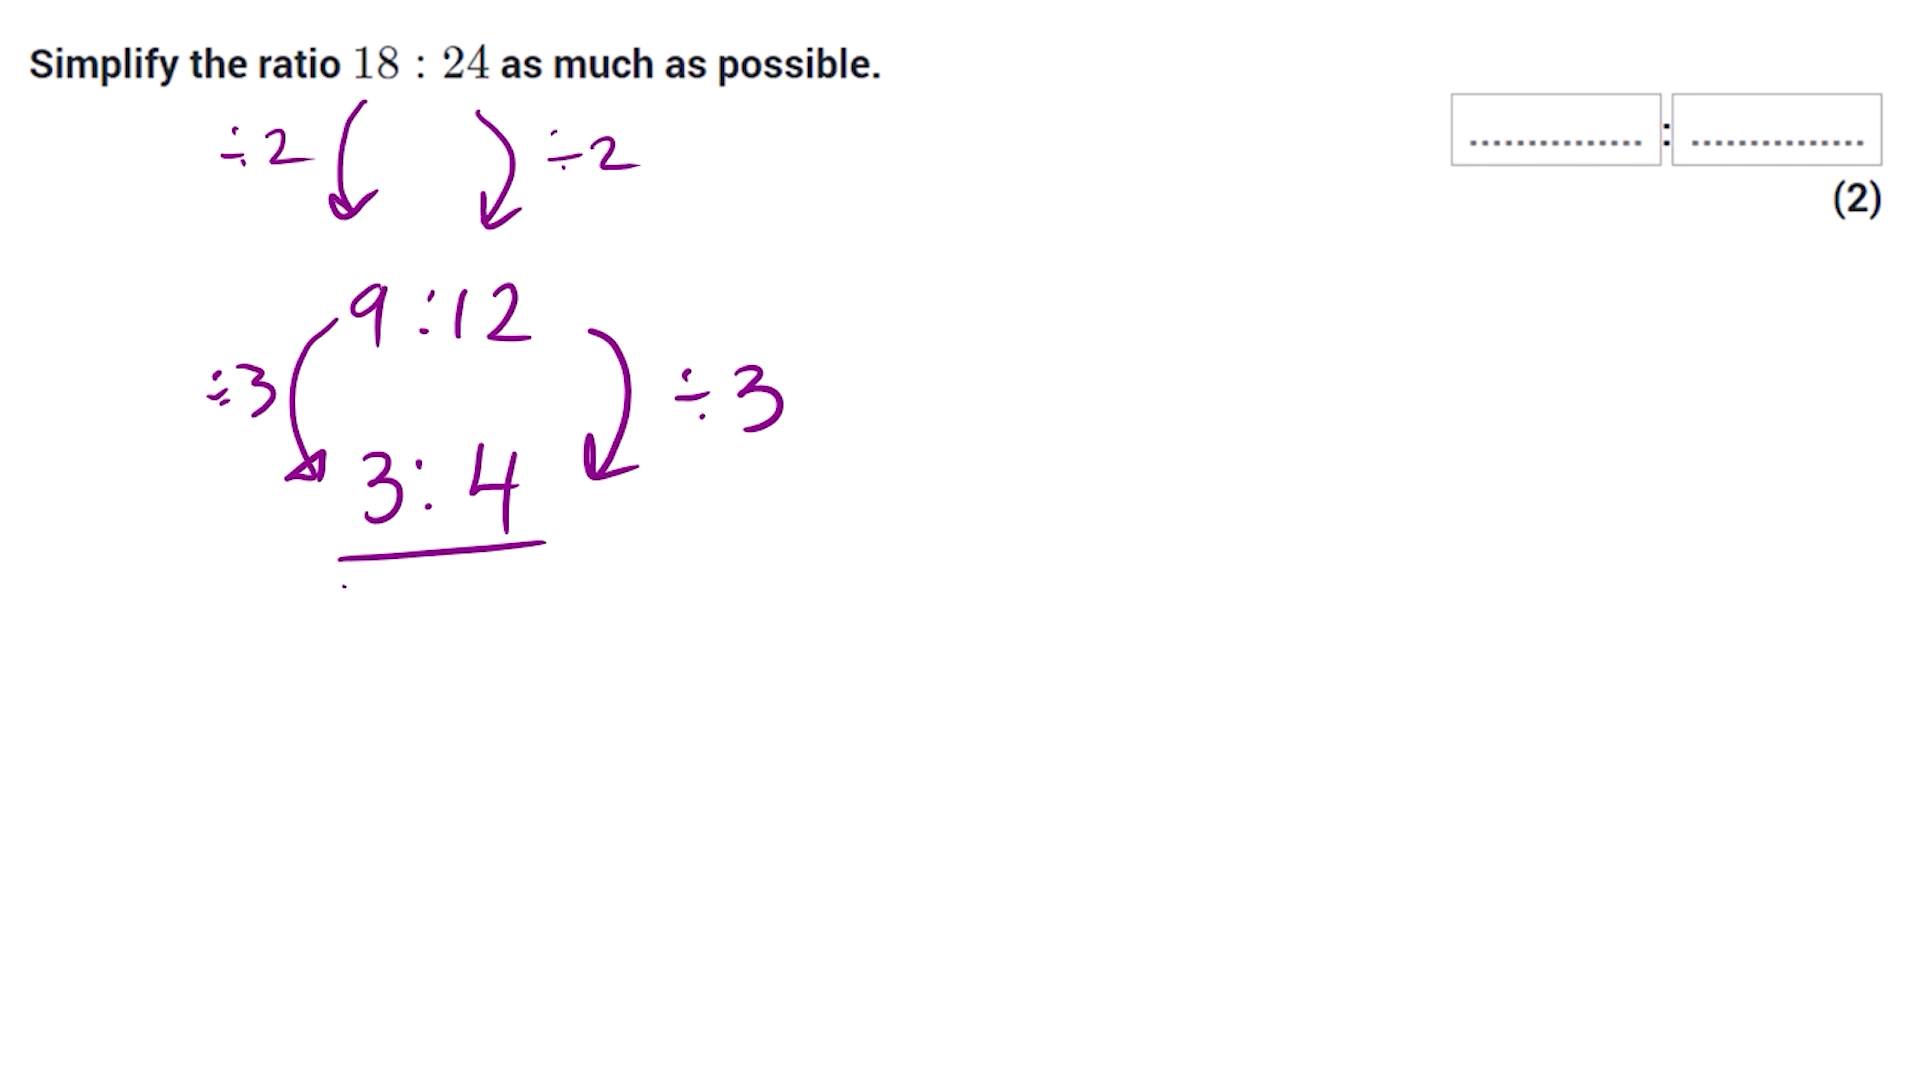 Simplify the ratio 18 : 24 as much as possible.
............... : ...............
(2)
÷2 ÷2
9 : 12
÷3 ÷3
3 : 4